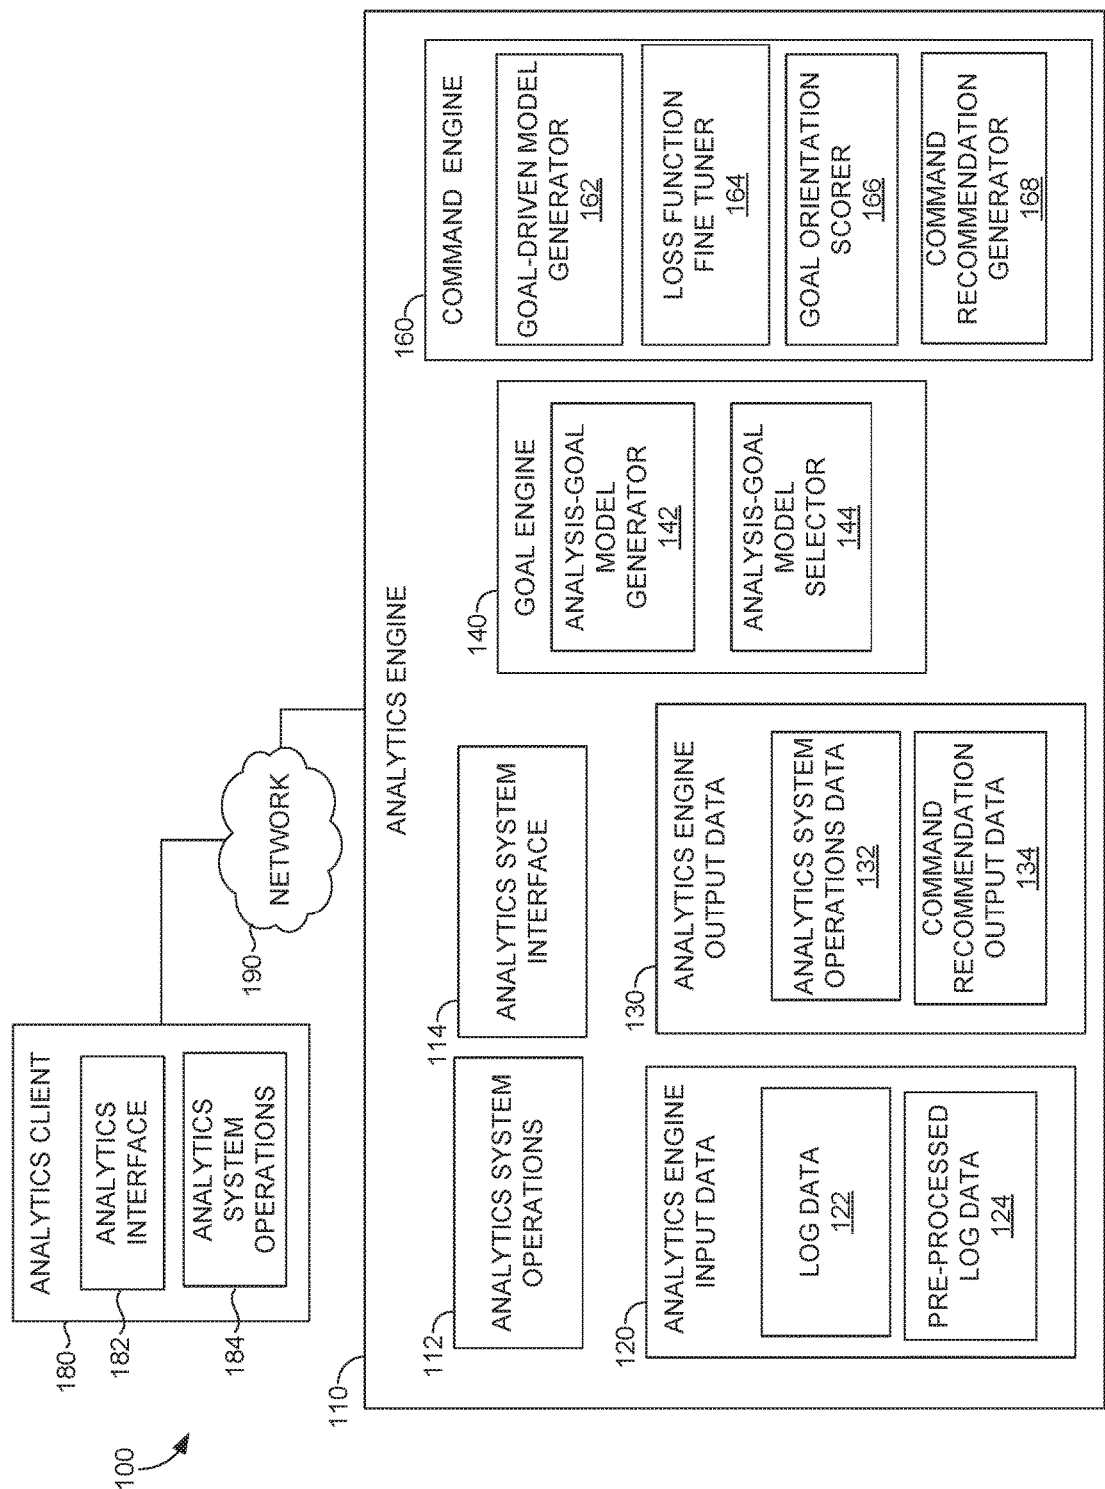 100
180
ANALYTICS CLIENT
182
ANALYTICS
INTERFACE
184
ANALYTICS
SYSTEM
OPERATIONS
190
NETWORK
110
ANALYTICS ENGINE
112
ANALYTICS SYSTEM
OPERATIONS
114
ANALYTICS SYSTEM
INTERFACE
120
ANALYTICS ENGINE
INPUT DATA
LOG DATA
122
PRE-PROCESSED
LOG DATA
124
130
ANALYTICS ENGINE
OUTPUT DATA
ANALYTICS SYSTEM
OPERATIONS DATA
132
COMMAND
RECOMMENDATION
OUTPUT DATA
134
140
GOAL ENGINE
ANALYSIS-GOAL
MODEL
GENERATOR
142
ANALYSIS-GOAL
MODEL
SELECTOR
144
160
COMMAND ENGINE
GOAL-DRIVEN MODEL
GENERATOR
162
LOSS FUNCTION
FINE TUNER
164
GOAL ORIENTATION
SCORER
166
COMMAND
RECOMMENDATION
GENERATOR
168